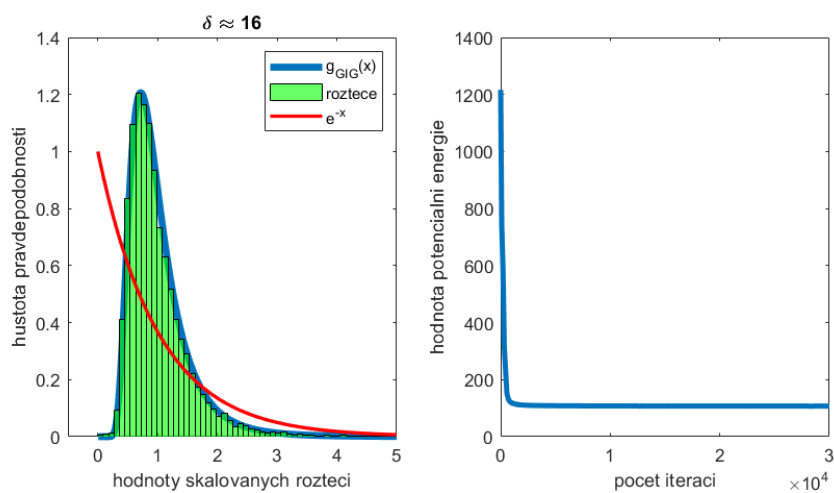 δ ≈ 16
hustota pravdepodobnosti
1.4
1.2
1
0.8
0.6
0.4
0.2
0
0 1 2 3 4 5
hodnoty skalovanych rozteci
g_GIG(x)
roztece
e^-x
hodnota potencialni energie
1400
1200
1000
800
600
400
200
0
0 1 2 3
pocet iteraci
×10^4